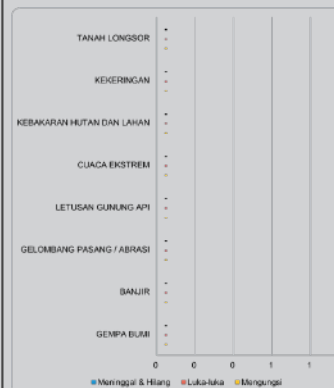 TANAH LONGSOR
KEKERINGAN
KEBAKARAN HUTAN DAN LAHAN
CUACA EKSTREM
LETUSAN GUNUNG API
GELOMBANG PASANG / ABRASI
BANJIR
GEMPA BUMI
0 0 0 1 1
Meninggal & Hilang Luka-luka Mengungsi